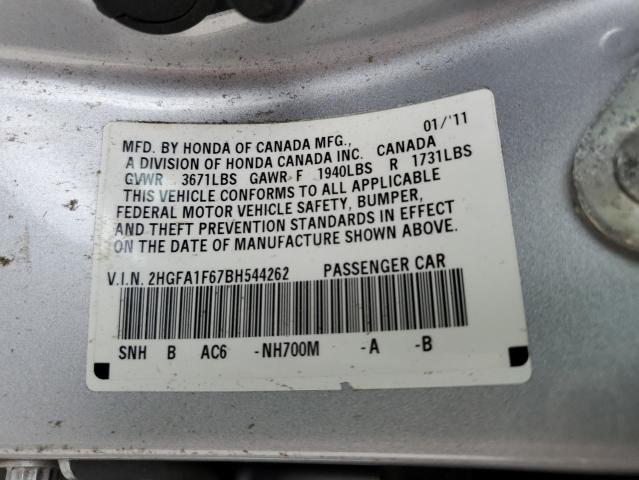 MFD. BY HONDA OF CANADA MFG., 01/'11
A DIVISION OF HONDA CANADA INC. CANADA
GVWR 3671LBS GAWR F 1940LBS R 1731LBS
THIS VEHICLE CONFORMS TO ALL APPLICABLE
FEDERAL MOTOR VEHICLE SAFETY, BUMPER,
AND THEFT PREVENTION STANDARDS IN EFFECT
ON THE DATE OF MANUFACTURE SHOWN ABOVE.
V.I.N. 2HGFA1F67BH544262 PASSENGER CAR
SNH B AC6 -NH700M -A -B